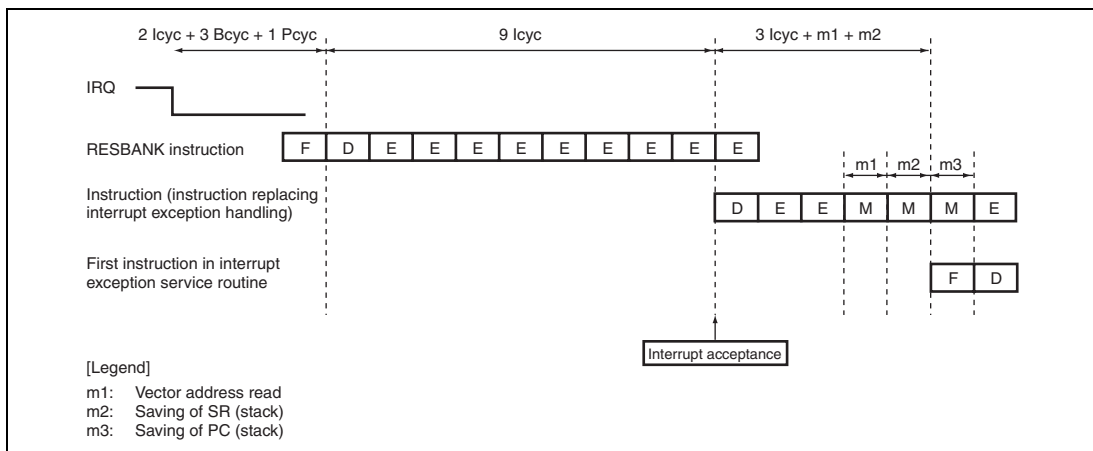 2 Icyc + 3 Bcyc + 1 Pcyc 9 Icyc 3 Icyc + m1 + m2
IRQ
RESBANK instruction F D E E E E E E E E E
m1 m2 m3
Instruction (instruction replacing
interrupt exception handling)
D E E M M M E
First instruction in interrupt
exception service routine
F D
Interrupt acceptance
[Legend]
m1: Vector address read
m2: Saving of SR (stack)
m3: Saving of PC (stack)